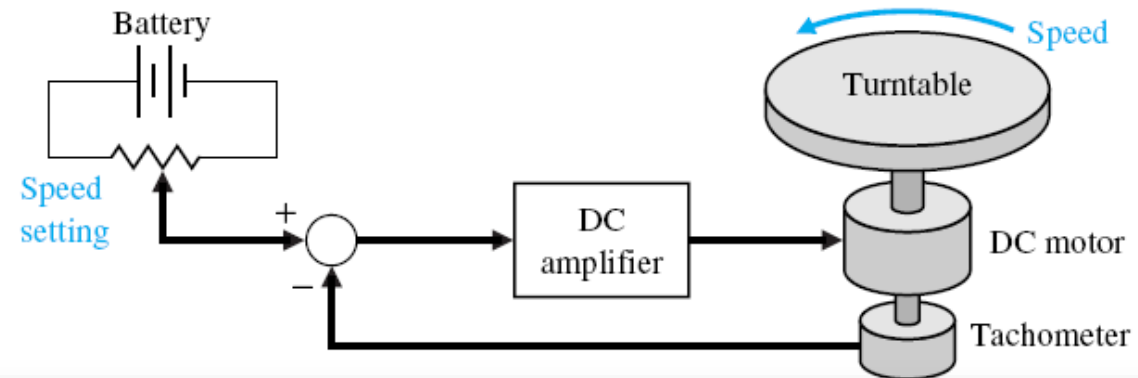 Battery
Speed
Turntable
Speed
setting
+
DC
amplifier
DC motor
−
Tachometer